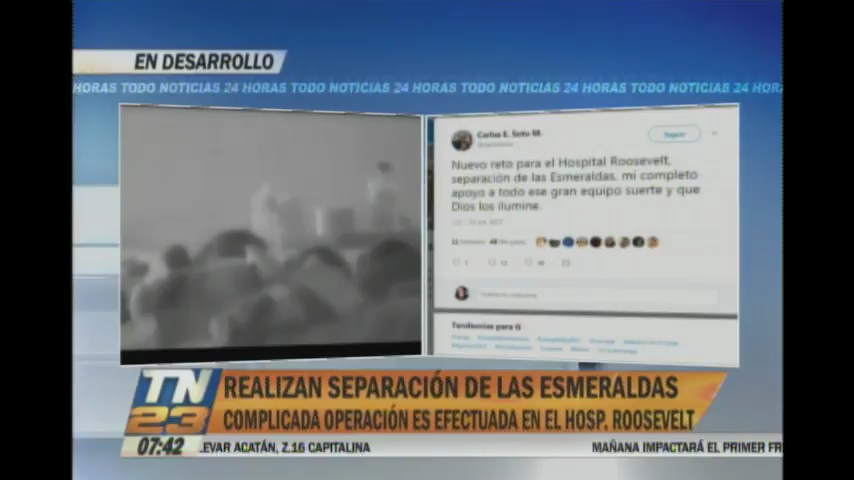 EN DESARROLLO
HORAS TODO NOTICIAS 24 HORAS TODO NOTICIAS 24 HORAS TODO NOTICIAS 24 HORAS TODO NOTICIAS 24 HORA
Carlos E. Soto M.
Seguir
Nuevo reto para el Hospital Roosevelt,
separación de las Esmeraldas, mi completo
apoyo a todo ese gran equipo suerte y que
Dios los ilumine.
Tendencias para ti
TN
23
REALIZAN SEPARACIÓN DE LAS ESMERALDAS
COMPLICADA OPERACIÓN ES EFECTUADA EN EL HOSP. ROOSEVELT
07:42
EVAR ACATÁN, Z.16 CAPITALINA
MAÑANA IMPACTARÁ EL PRIMER FR